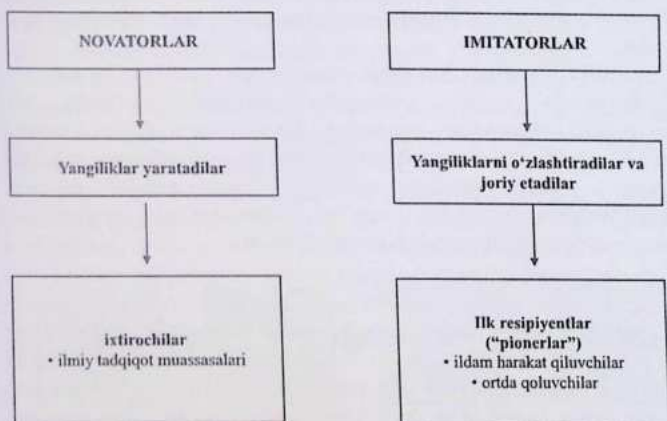 NOVATORLAR
Yangiliklar yaratadilar
ixtirochilar
• ilmiy tadqiqot muassasalari
IMITATORLAR
Yangiliklarni o‘zlashtiradilar va
joriy etadilar
Ilk resipiyentlar
(“pionerlar”)
• ildam harakat qiluvchilar
• ortda qoluvchilar